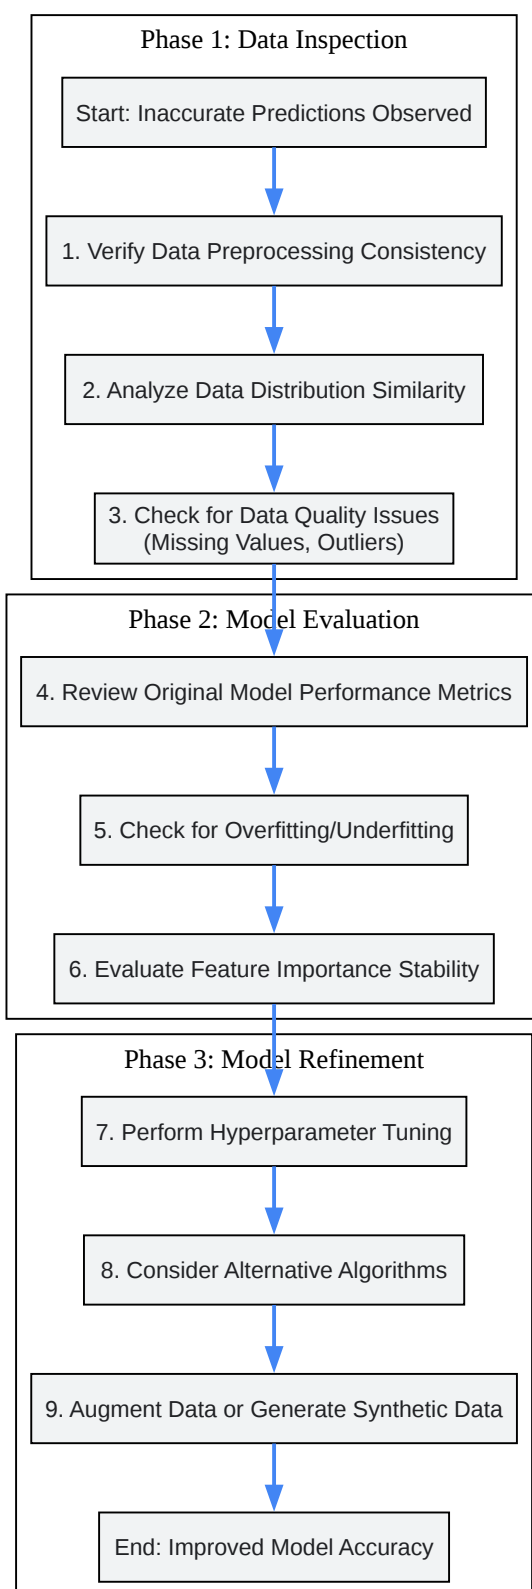 Phase 1: Data Inspection
Start: Inaccurate Predictions Observed
1. Verify Data Preprocessing Consistency
2. Analyze Data Distribution Similarity
3. Check for Data Quality Issues
(Missing Values, Outliers)
Phase 2: Model Evaluation
4. Review Original Model Performance Metrics
5. Check for Overfitting/Underfitting
6. Evaluate Feature Importance Stability
Phase 3: Model Refinement
7. Perform Hyperparameter Tuning
8. Consider Alternative Algorithms
9. Augment Data or Generate Synthetic Data
End: Improved Model Accuracy